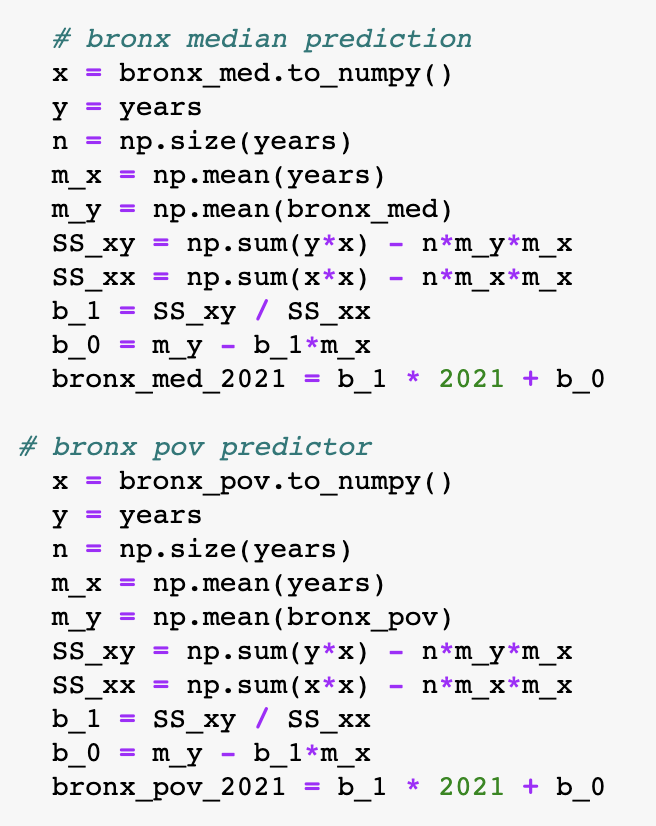 # bronx median prediction
x = bronx_med.to_numpy()
y = years
n = np.size(years)
m_x = np.mean(years)
m_y = np.mean(bronx_med)
SS_xy = np.sum(y*x) - n*m_y*m_x
SS_xx = np.sum(x*x) - n*m_x*m_x
b_1 = SS_xy / SS_xx
b_0 = m_y - b_1*m_x
bronx_med_2021 = b_1 * 2021 + b_0
# bronx pov predictor
x = bronx_pov.to_numpy()
y = years
n = np.size(years)
m_x = np.mean(years)
m_y = np.mean(bronx_pov)
SS_xy = np.sum(y*x) - n*m_y*m_x
SS_xx = np.sum(x*x) - n*m_x*m_x
b_1 = SS_xy / SS_xx
b_0 = m_y - b_1*m_x
bronx_pov_2021 = b_1 * 2021 + b_0